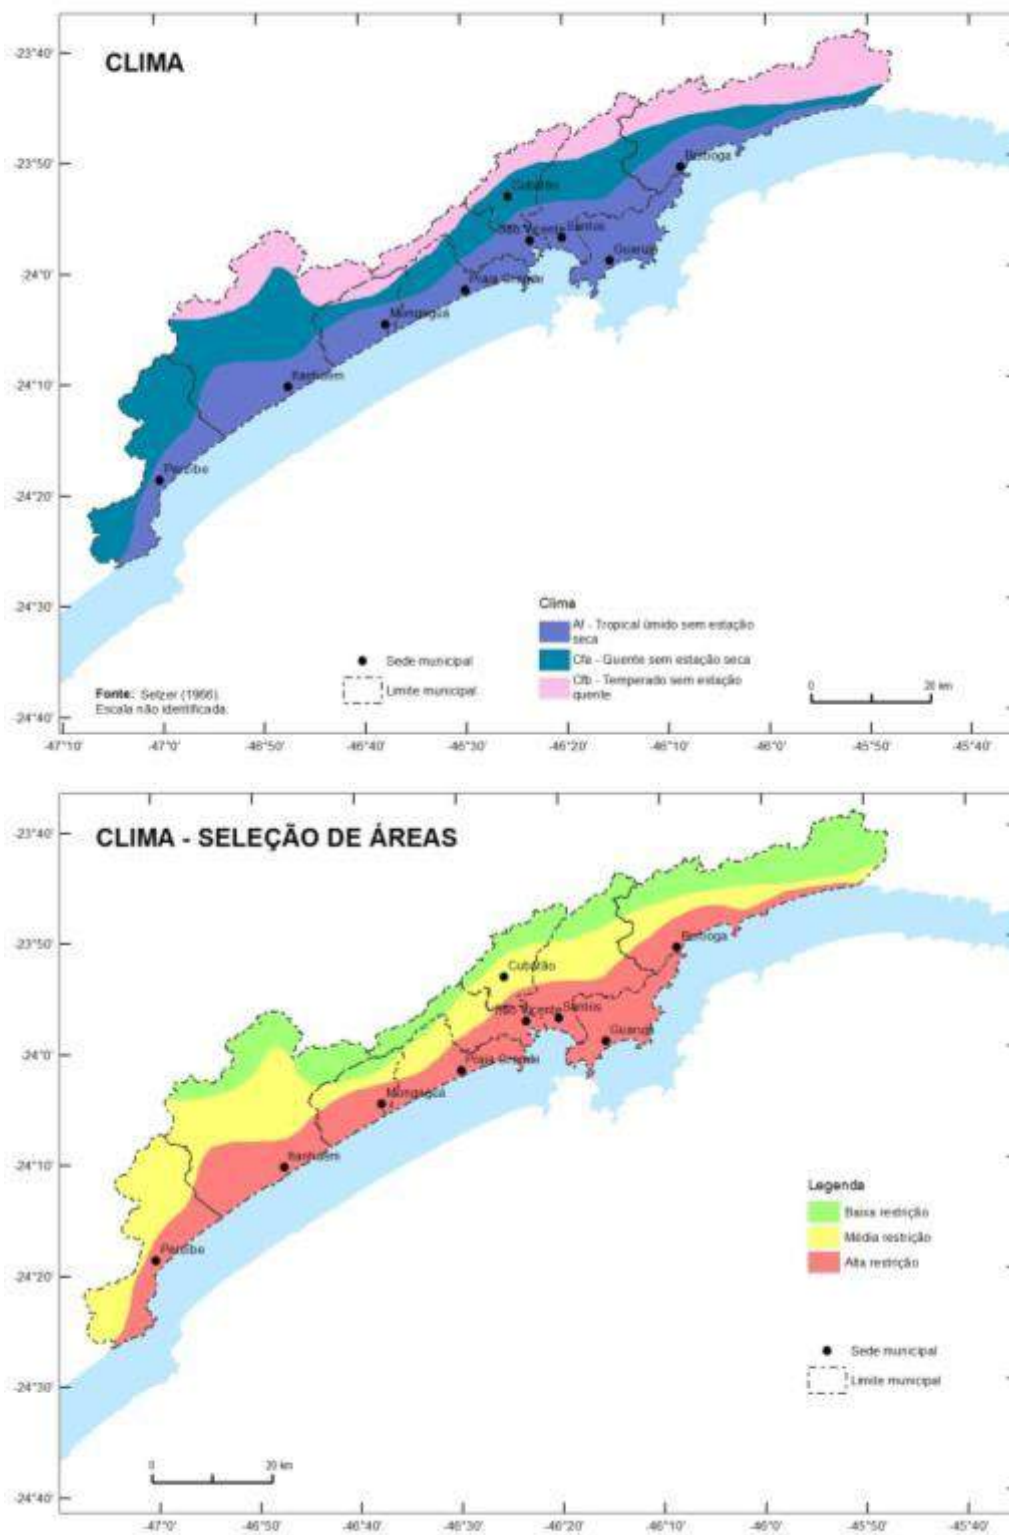 CLIMA
-23°40'
-23°50'
-24°0'
-24°10'
-24°20'
-24°30'
-24°40'
Bertioga
Cubatão
São Vicente
Santos
Guarujá
Praia Grande
Mongaguá
Itanhaém
Peruíbe
Clima
Af - Tropical úmido sem estação
seca
Cfa - Quente sem estação seca
Cfb - Temperado sem estação
quente
Sede municipal
Limite municipal
Fonte: Setzer (1966).
Escala não identificada.
0 20 km
-47°10' -47°0' -46°50' -46°40' -46°30' -46°20' -46°10' -46°0' -45°50' -45°40'
CLIMA - SELEÇÃO DE ÁREAS
-23°40'
-23°50'
-24°0'
-24°10'
-24°20'
-24°30'
-24°40'
Bertioga
Cubatão
São Vicente
Santos
Guarujá
Praia Grande
Mongaguá
Itanhaém
Peruíbe
Legenda
Baixa restrição
Média restrição
Alta restrição
Sede municipal
Limite municipal
0 20 km
-47°0' -46°50' -46°40' -46°30' -46°20' -46°10' -46°0' -45°50' -45°40'